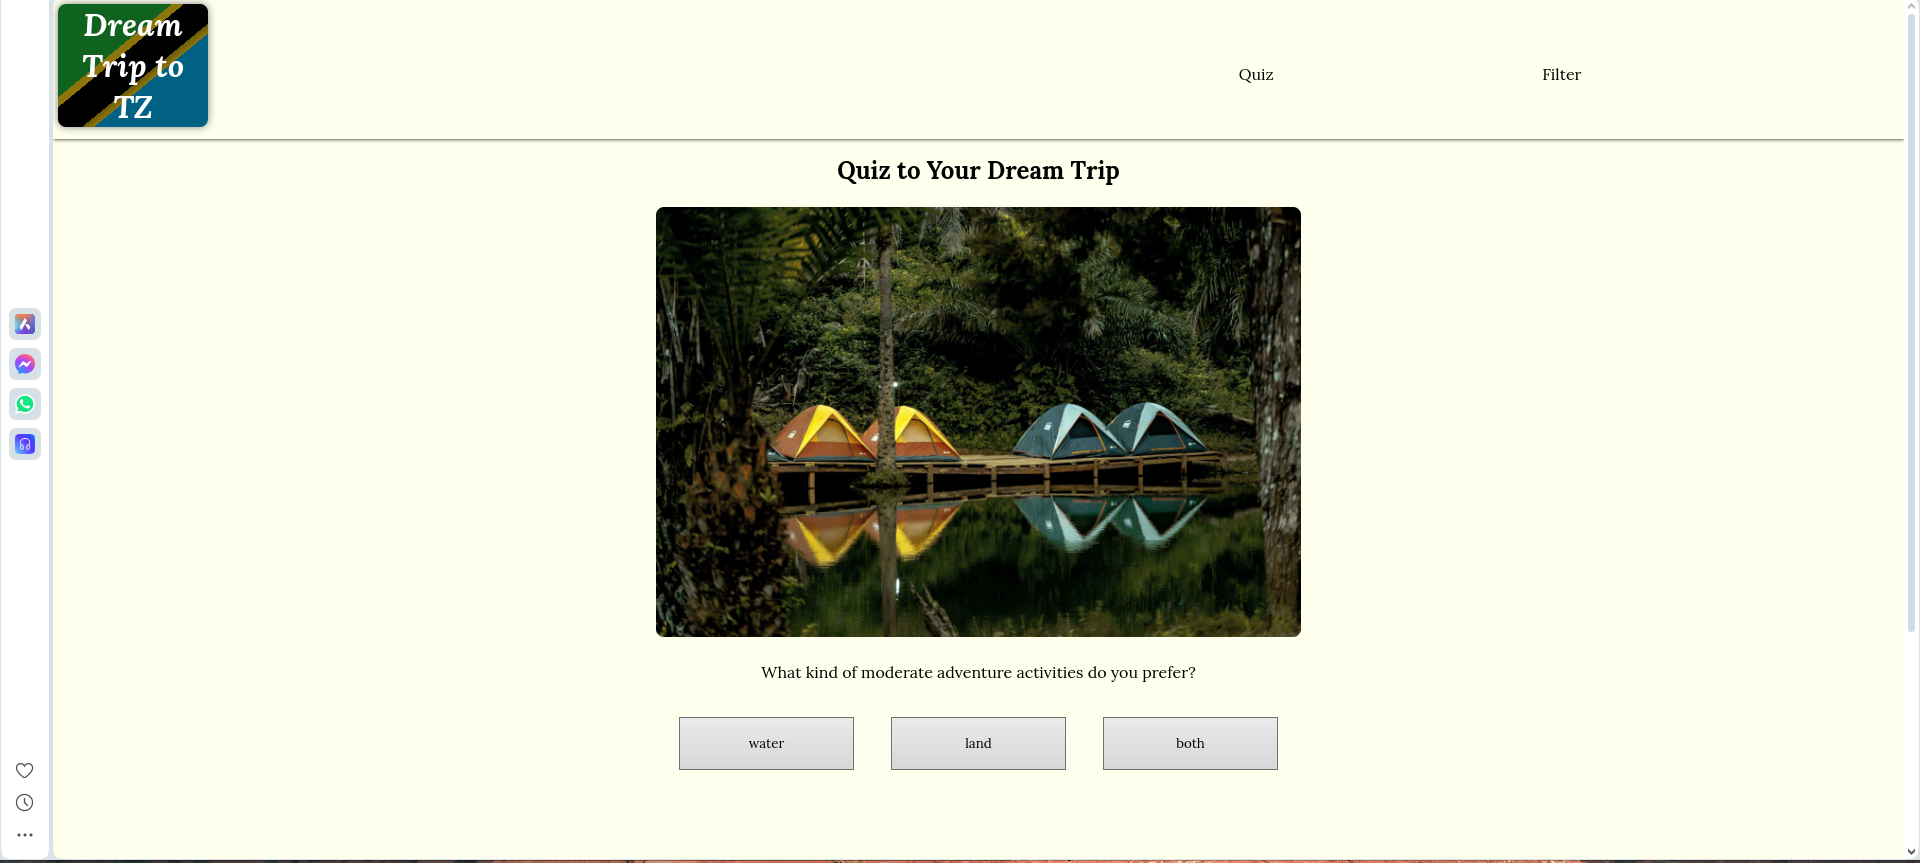 Dream
Trip to
TZ
Quiz
Filter
Quiz to Your Dream Trip
What kind of moderate adventure activities do you prefer?
water
land
both